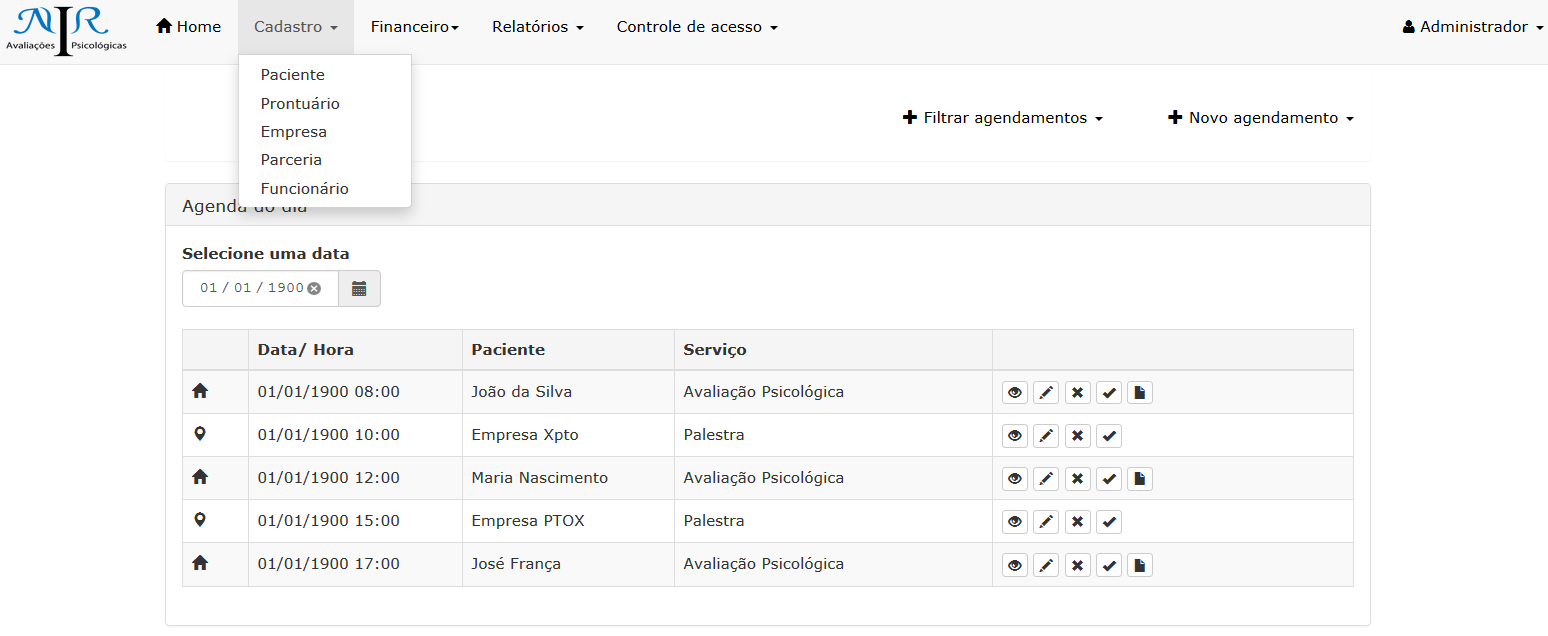 NIR
Avaliações Psicológicas
Home Cadastro Financeiro Relatórios Controle de acesso Administrador
Paciente
Prontuário
Empresa
Parceria
Funcionário
Filtrar agendamentos Novo agendamento
Agenda do dia
Selecione uma data
01 / 01 / 1900
Data/ Hora Paciente Serviço
01/01/1900 08:00 João da Silva Avaliação Psicológica
01/01/1900 10:00 Empresa Xpto Palestra
01/01/1900 12:00 Maria Nascimento Avaliação Psicológica
01/01/1900 15:00 Empresa PTOX Palestra
01/01/1900 17:00 José França Avaliação Psicológica